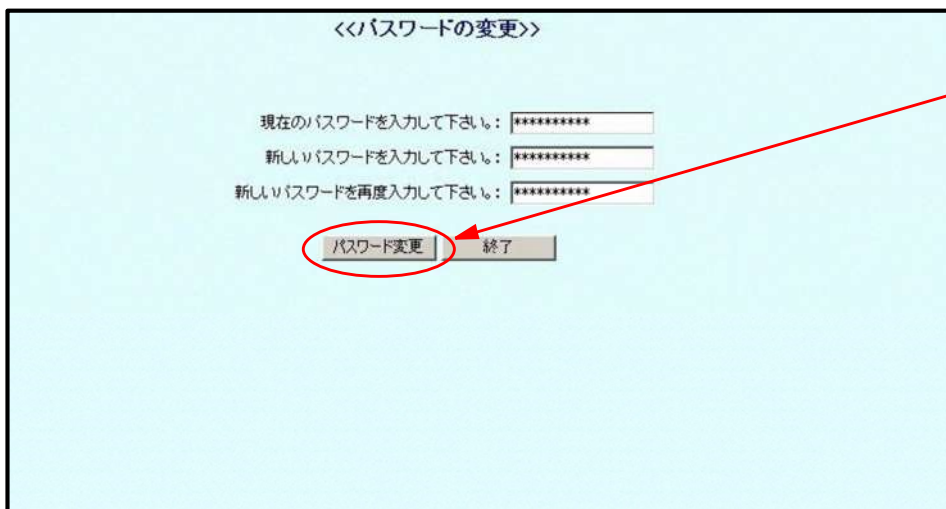 <<パスワードの変更>>
現在のパスワードを入力して下さい。: **********
新しいパスワードを入力して下さい。: **********
新しいパスワードを再度入力して下さい。: **********
パスワード変更 終了